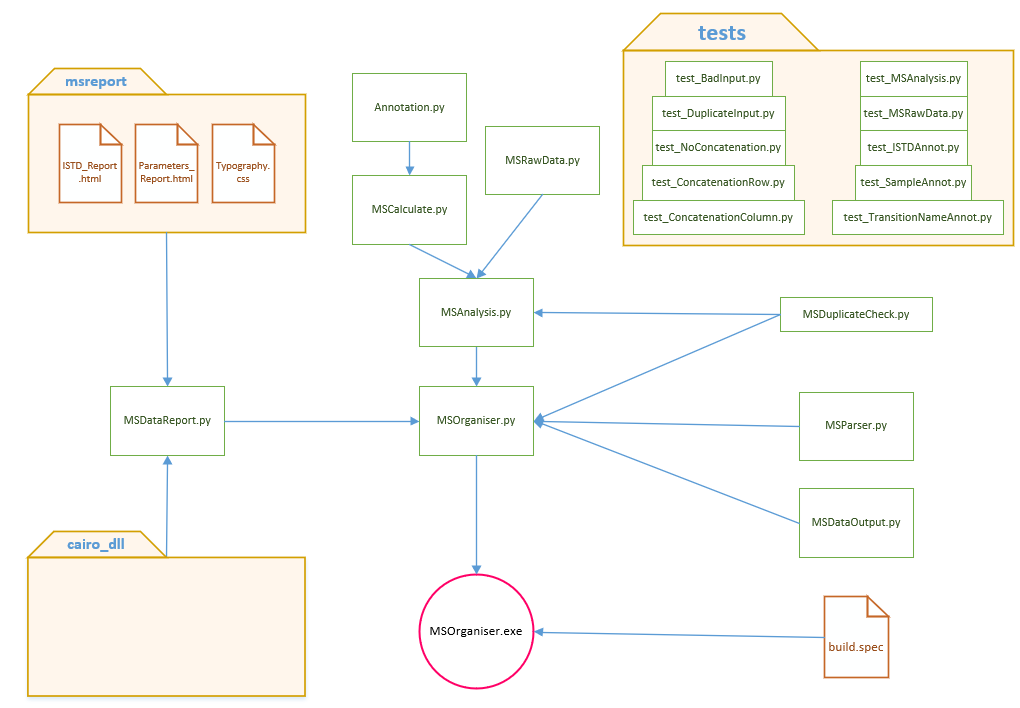 tests
test_BadInput.py
test_DuplicateInput.py
test_NoConcatenation.py
test_ConcatenationRow.py
test_ConcatenationColumn.py
test_MSAnalysis.py
test_MSRawData.py
test_ISTDAnnot.py
test_SampleAnnot.py
test_TransitionNameAnnot.py
msreport
ISTD_Report
.html
Parameters_
Report.html
Typography.
css
Annotation.py
MSRawData.py
MSCalculate.py
MSAnalysis.py
MSDuplicateCheck.py
MSDataReport.py
MSOrganiser.py
MSParser.py
MSDataOutput.py
cairo_dll
MSOrganiser.exe
build.spec